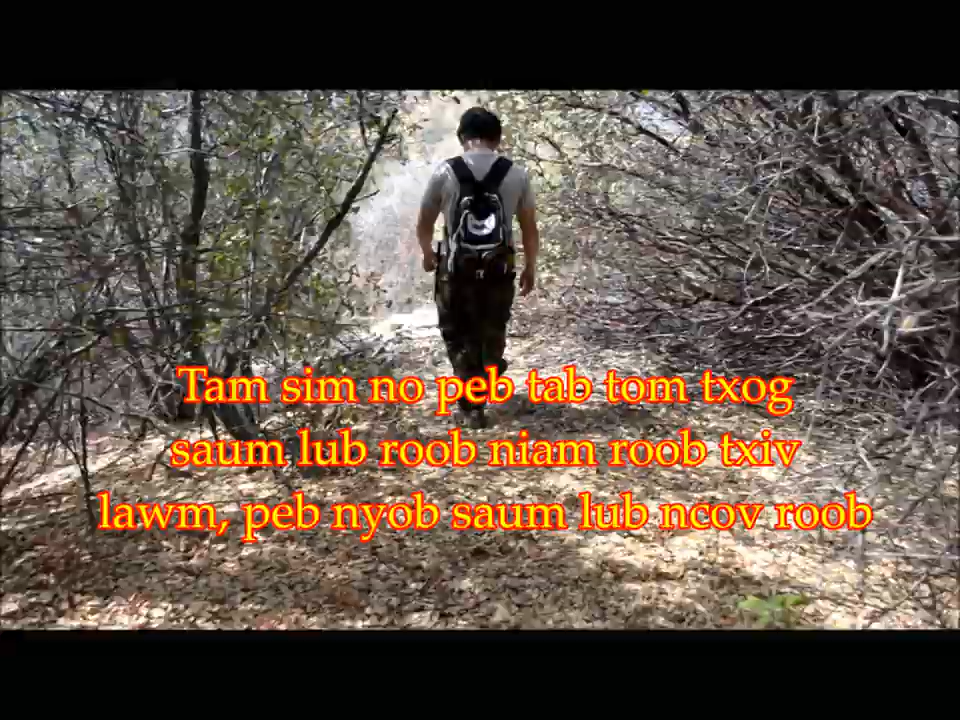 Tam sim no peb tab tom txog
saum lub roob niam roob txiv
lawm, peb nyob saum lub ncov roob